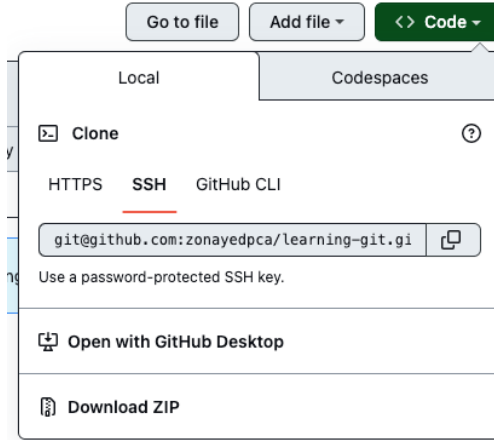 Go to file
Add file
<> Code
Local
Codespaces
Clone
HTTPS
SSH
GitHub CLI
git@github.com:zonayedpca/learning-git.gi
Use a password-protected SSH key.
Open with GitHub Desktop
Download ZIP